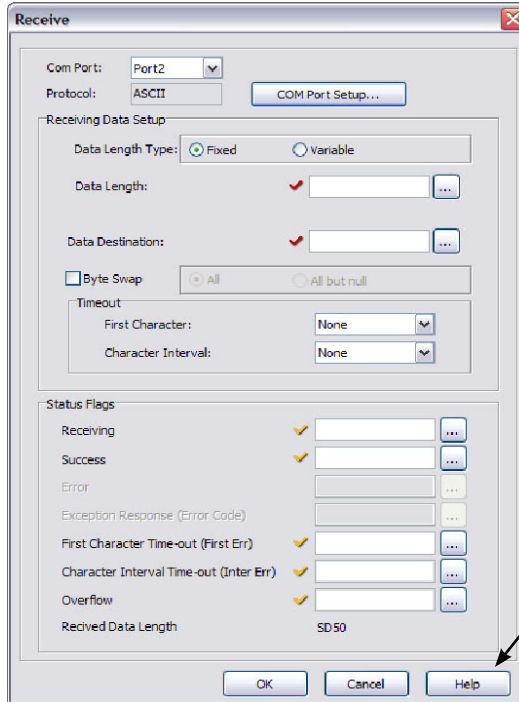 Receive
Com Port: Port2
Protocol: ASCII COM Port Setup...
Receiving Data Setup
Data Length Type: Fixed Variable
Data Length: ...
Data Destination: ...
Byte Swap All All but null
Timeout
First Character: None
Character Interval: None
Status Flags
Receiving ...
Success ...
Error ...
Exception Response (Error Code) ...
First Character Time-out (First Err) ...
Character Interval Time-out (Inter Err) ...
Overflow ...
Recived Data Length SD50
OK Cancel Help